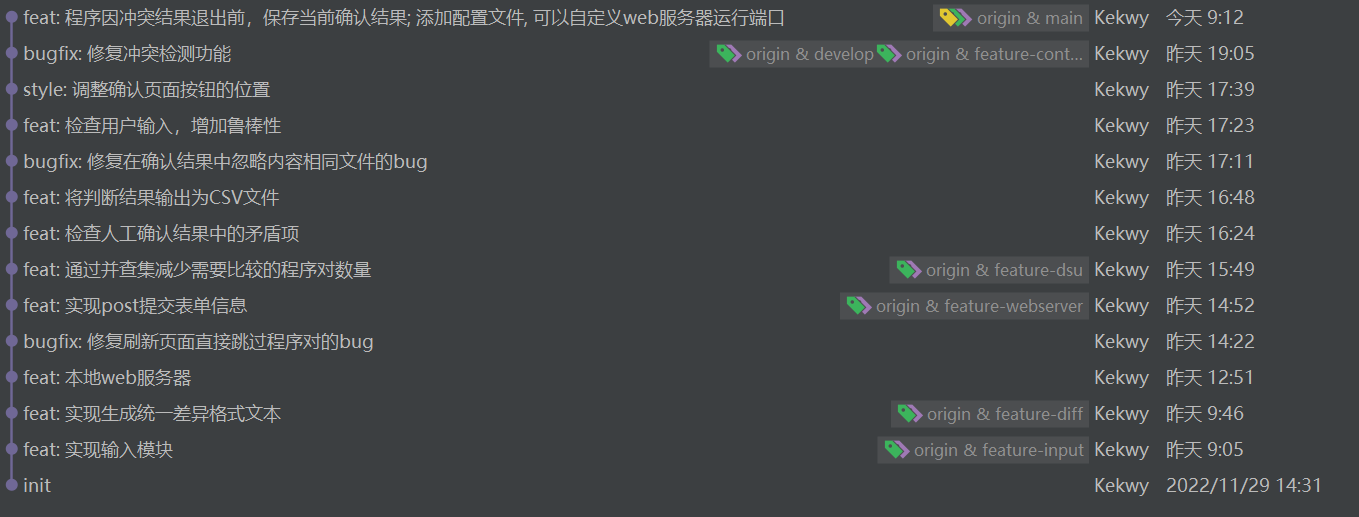 feat: 程序因冲突结果退出前，保存当前确认结果; 添加配置文件, 可以自定义web服务器运行端口 origin & main Kekwy 今天 9:12
bugfix: 修复冲突检测功能 origin & develop origin & feature-cont... Kekwy 昨天 19:05
style: 调整确认页面按钮的位置 Kekwy 昨天 17:39
feat: 检查用户输入，增加鲁棒性 Kekwy 昨天 17:23
bugfix: 修复在确认结果中忽略内容相同文件的bug Kekwy 昨天 17:11
feat: 将判断结果输出为CSV文件 Kekwy 昨天 16:48
feat: 检查人工确认结果中的矛盾项 Kekwy 昨天 16:24
feat: 通过并查集减少需要比较的程序对数量 origin & feature-dsu Kekwy 昨天 15:49
feat: 实现post提交表单信息 origin & feature-webserver Kekwy 昨天 14:52
bugfix: 修复刷新页面直接跳过程序对的bug Kekwy 昨天 14:22
feat: 本地web服务器 Kekwy 昨天 12:51
feat: 实现生成统一差异格式文本 origin & feature-diff Kekwy 昨天 9:46
feat: 实现输入模块 origin & feature-input Kekwy 昨天 9:05
init Kekwy 2022/11/29 14:31